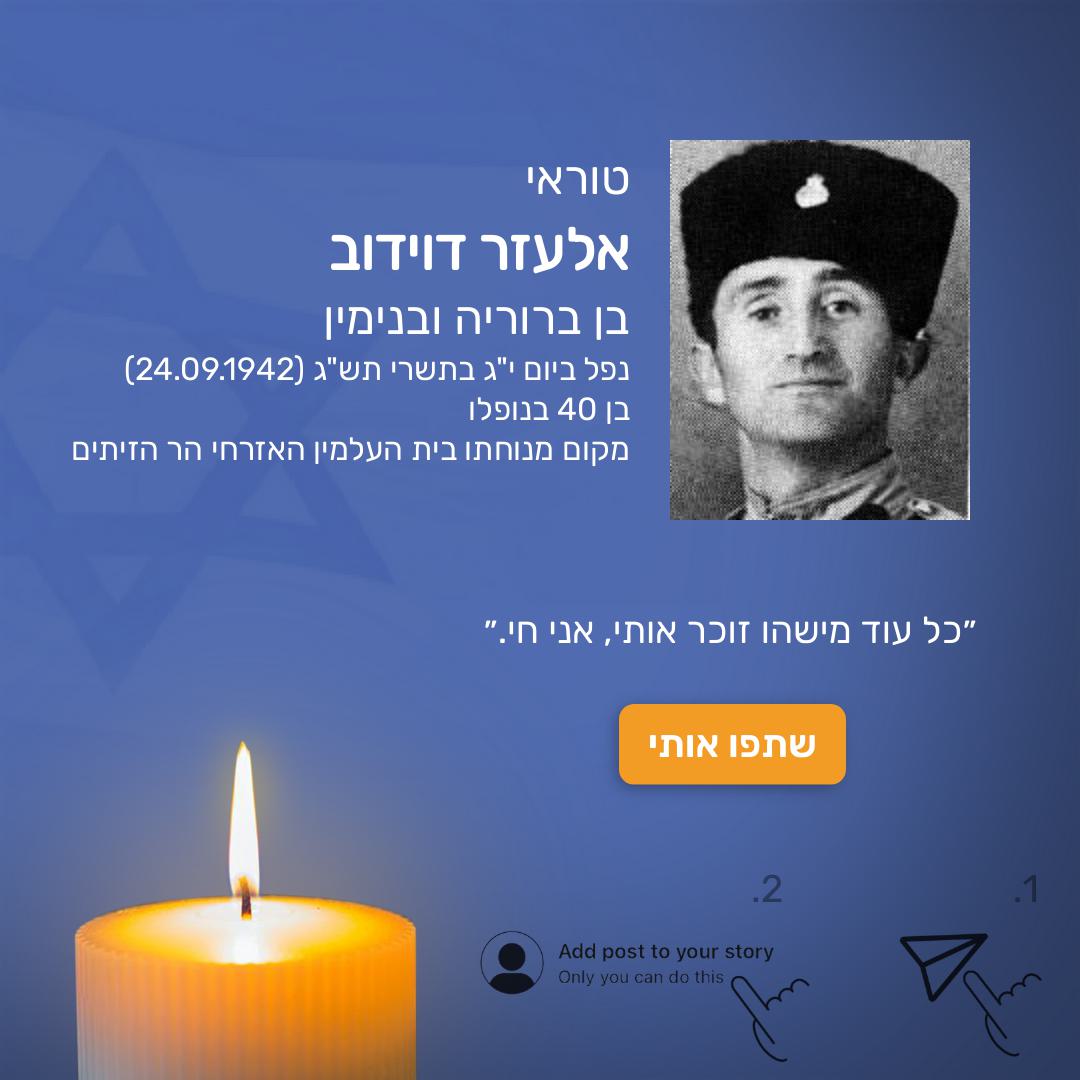 טוראי
אלעזר דוידוב
בן ברוריה ובנימין
נפל ביום י"ג בתשרי תש"ג (24.09.1942)
בן 40 בנופלו
מקום מנוחתו בית העלמין האזרחי הר הזיתים
״כל עוד מישהו זוכר אותי, אני חי.״
שתפו אותי
1.
2.
Add post to your story
Only you can do this